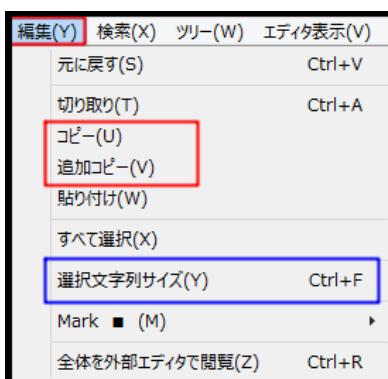 編集(Y) 検索(X) ツリー(W) エディタ表示(V)
元に戻す(S) Ctrl+V
切り取り(T) Ctrl+A
コピー(U)
追加コピー(V)
貼り付け(W)
すべて選択(X)
選択文字列サイズ(Y) Ctrl+F
Mark ■ (M)
全体を外部エディタで閲覧(Z) Ctrl+R